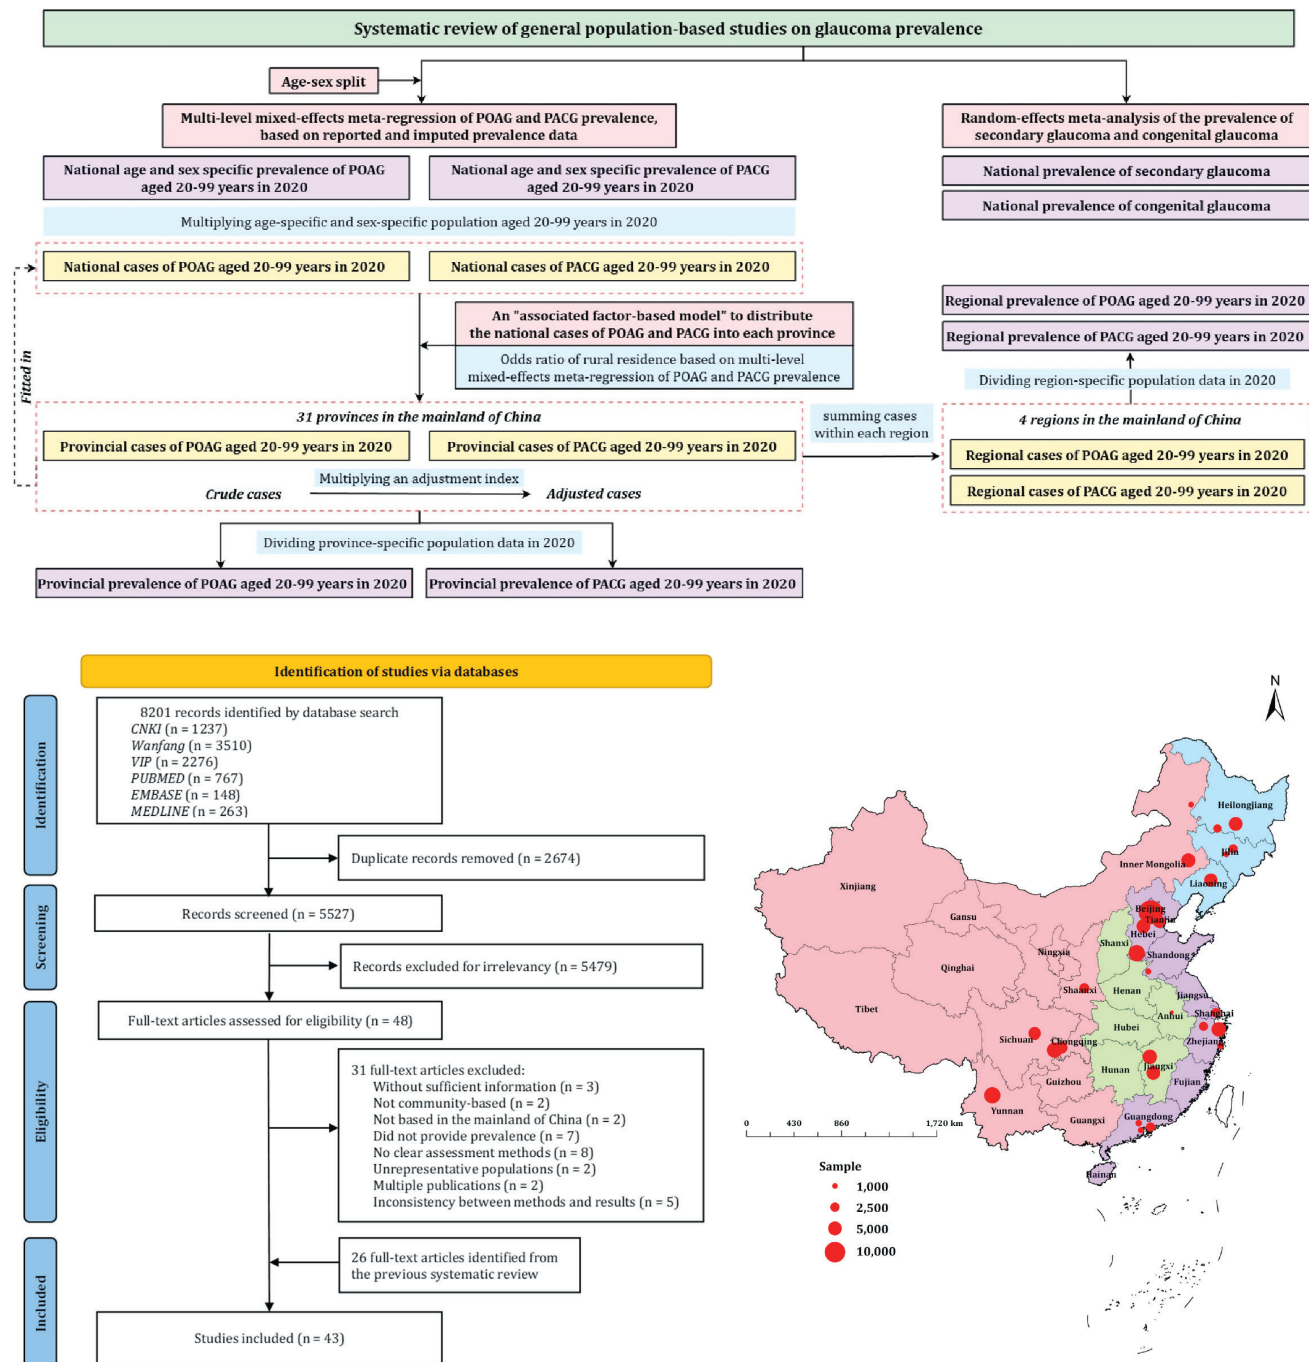 Systematic review of general population-based studies on glaucoma prevalence
Age-sex split
Multi-level mixed-effects meta-regression of POAG and PACG prevalence,
based on reported and imputed prevalence data
Random-effects meta-analysis of the prevalence of
secondary glaucoma and congenital glaucoma
National age and sex specific prevalence of POAG
aged 20-99 years in 2020
National age and sex specific prevalence of PACG
aged 20-99 years in 2020
National prevalence of secondary glaucoma
National prevalence of congenital glaucoma
Multiplying age-specific and sex-specific population aged 20-99 years in 2020
National cases of POAG aged 20-99 years in 2020
National cases of PACG aged 20-99 years in 2020
Fitted in
An "associated factor-based model" to distribute
the national cases of POAG and PACG into each province
Odds ratio of rural residence based on multi-level
mixed-effects meta-regression of POAG and PACG prevalence
Regional prevalence of POAG aged 20-99 years in 2020
Regional prevalence of PACG aged 20-99 years in 2020
Dividing region-specific population data in 2020
31 provinces in the mainland of China
Provincial cases of POAG aged 20-99 years in 2020
Provincial cases of PACG aged 20-99 years in 2020
Multiplying an adjustment index
Crude cases
Adjusted cases
summing cases
within each region
4 regions in the mainland of China
Regional cases of POAG aged 20-99 years in 2020
Regional cases of PACG aged 20-99 years in 2020
Dividing province-specific population data in 2020
Provincial prevalence of POAG aged 20-99 years in 2020
Provincial prevalence of PACG aged 20-99 years in 2020
Identification of studies via databases
Identification
8201 records identified by database search
CNKI (n = 1237)
Wanfang (n = 3510)
VIP (n = 2276)
PUBMED (n = 767)
EMBASE (n = 148)
MEDLINE (n = 263)
Duplicate records removed (n = 2674)
Screening
Records screened (n = 5527)
Records excluded for irrelevancy (n = 5479)
Eligibility
Full-text articles assessed for eligibility (n = 48)
31 full-text articles excluded:
Without sufficient information (n = 3)
Not community-based (n = 2)
Not based in the mainland of China (n = 2)
Did not provide prevalence (n = 7)
No clear assessment methods (n = 8)
Unrepresentative populations (n = 2)
Multiple publications (n = 2)
Inconsistency between methods and results (n = 5)
Included
26 full-text articles identified from
the previous systematic review
Studies included (n = 43)
N
Heilongjiang
Jilin
Inner Mongolia
Liaoning
Xinjiang
Beijing
Tianjin
Gansu
Hebei
Shanxi
Ningxia
Shandong
Qinghai
Shaanxi
Henan
Jiangsu
Tibet
Anhui
Shanghai
Hubei
Sichuan
Chongqing
Zhejiang
Hunan
Jiangxi
Guizhou
Fujian
Yunnan
Guangxi
Guangdong
Hainan
0 430 860 1,720 km
Sample
1,000
2,500
5,000
10,000